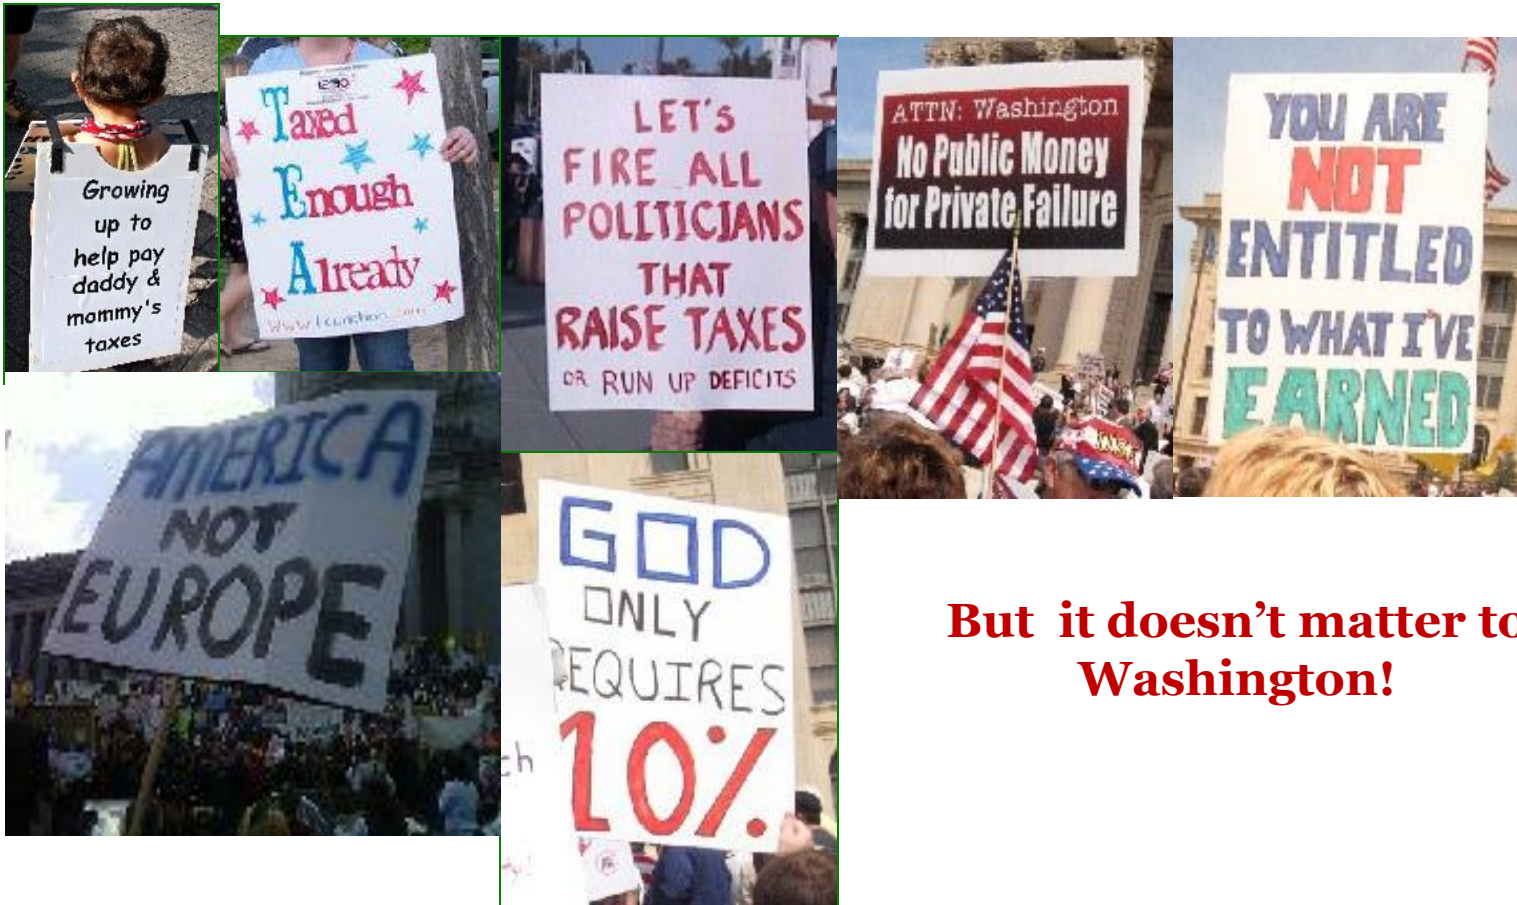 Growing
up to
help pay
daddy &
mommy's
taxes
Taxed
Enough
Already
LET'S
FIRE ALL
POLITICIANS
THAT
RAISE TAXES
OR RUN UP DEFICITS
ATTN: Washington
No Public Money
for Private Failure
YOU ARE
NOT
ENTITLED
TO WHAT I'VE
EARNED
AMERICA
NOT
EUROPE
GOD
ONLY
REQUIRES
10%
But it doesn't matter to
Washington!